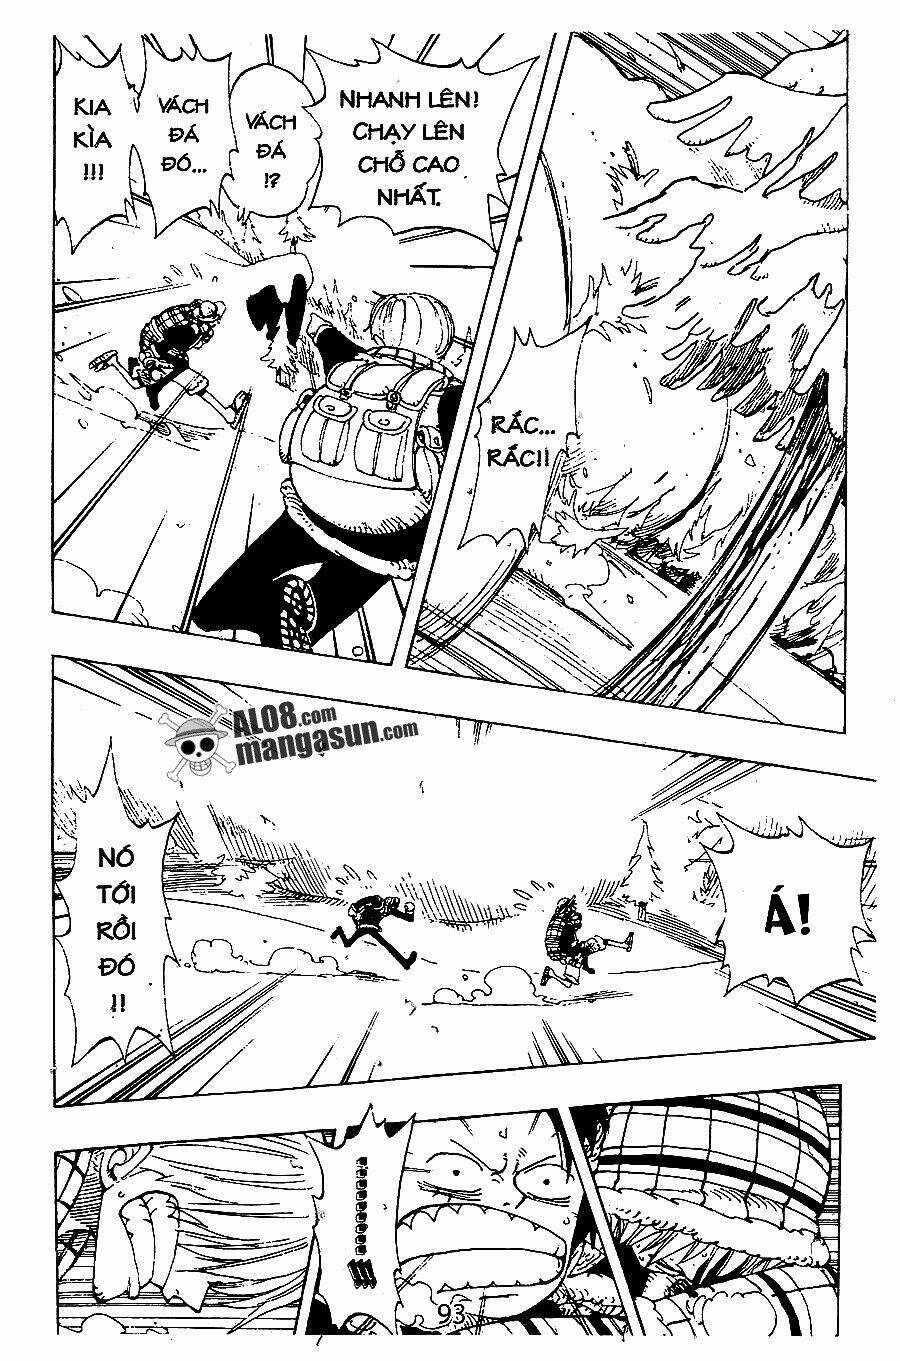 NHANH LÊN!
CHẠY LÊN
CHỖ CAO
NHẤT.
VÁCH
ĐÁ
!?
VÁCH
ĐÁ
ĐÓ...
KIA
KÌA
!!!
RẮC...
RẮC!!
AL08.com
mangasun.com
Á!
NÓ
TỚI
RỒI
ĐÓ
!!
93